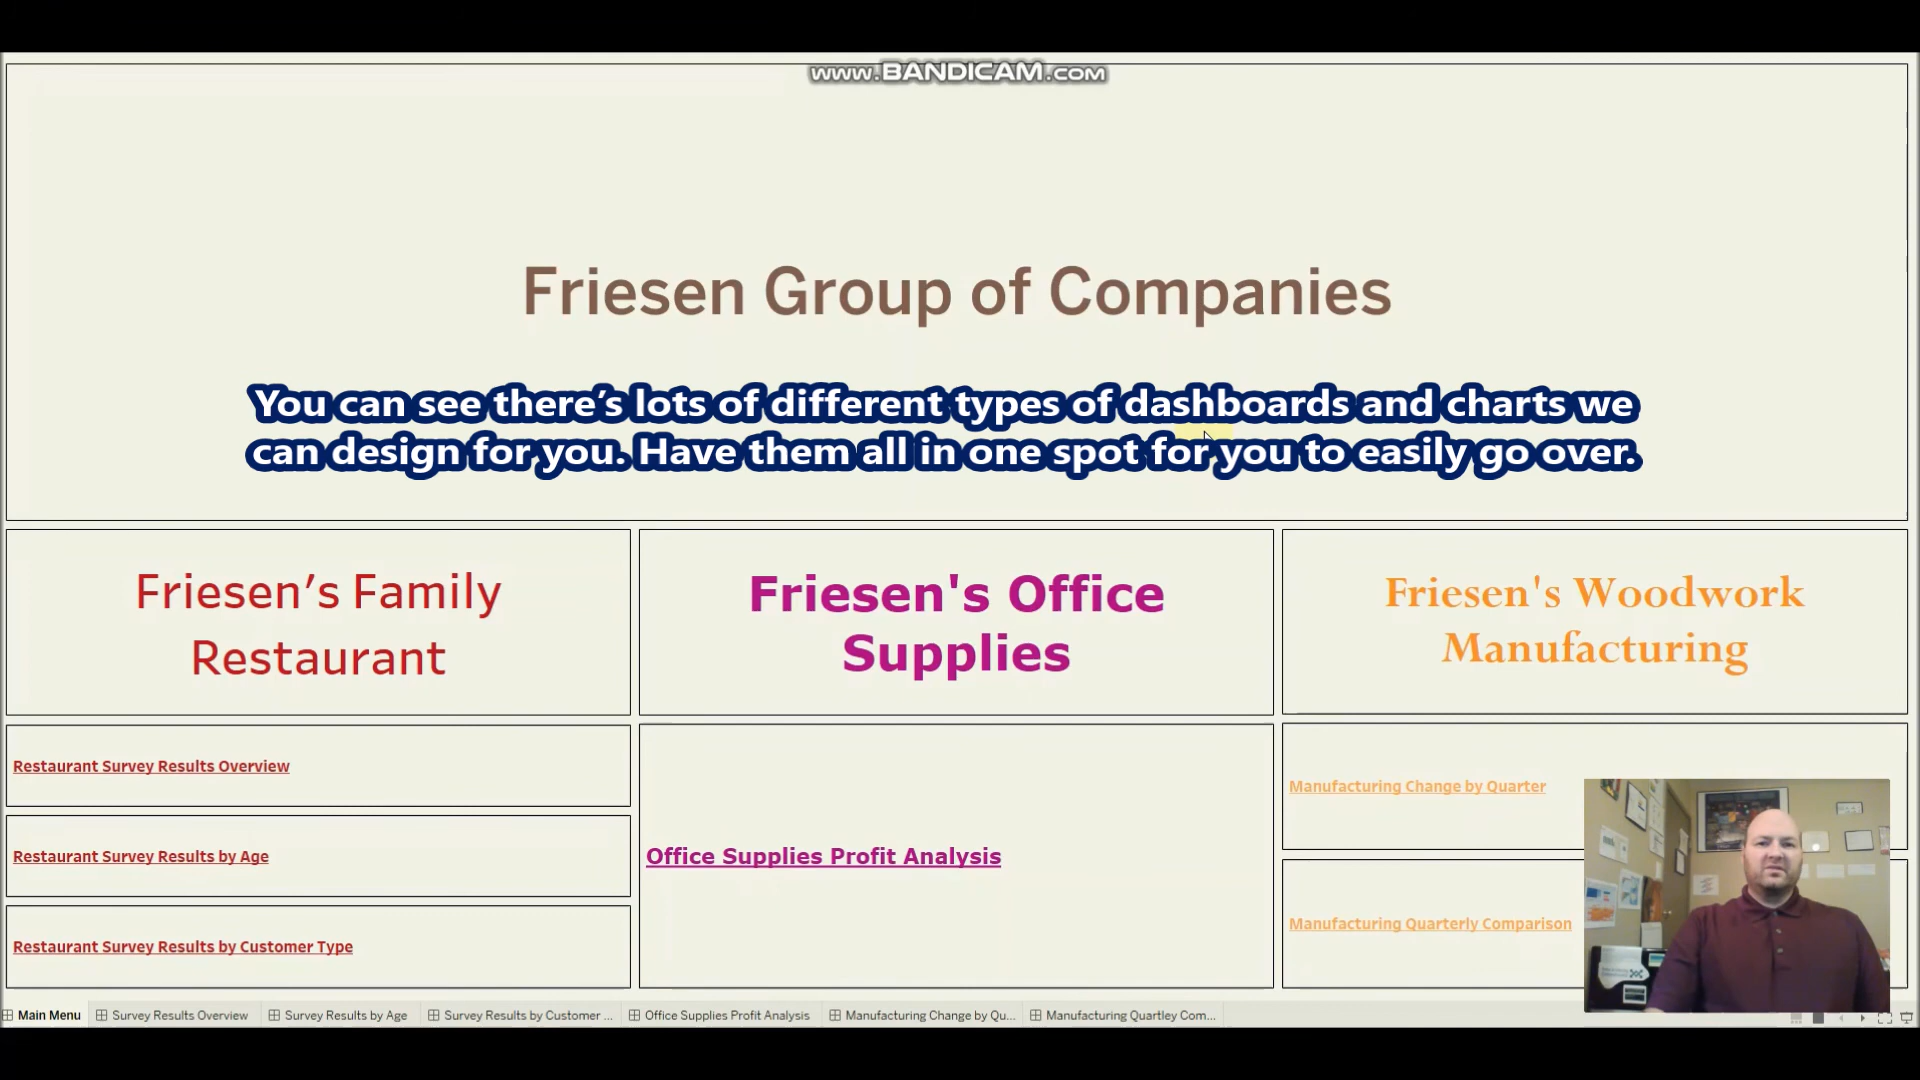 www.BANDICAM.com
Friesen Group of Companies
You can see there’s lots of different types of dashboards and charts we
can design for you. Have them all in one spot for you to easily go over.
Friesen’s Family
Restaurant
Friesen's Office
Supplies
Friesen's Woodwork
Manufacturing
Restaurant Survey Results Overview
Restaurant Survey Results by Age
Restaurant Survey Results by Customer Type
Office Supplies Profit Analysis
Manufacturing Change by Quarter
Manufacturing Quarterly Comparison
Main Menu
Survey Results Overview
Survey Results by Age
Survey Results by Customer ...
Office Supplies Profit Analysis
Manufacturing Change by Qu...
Manufacturing Quartley Com...